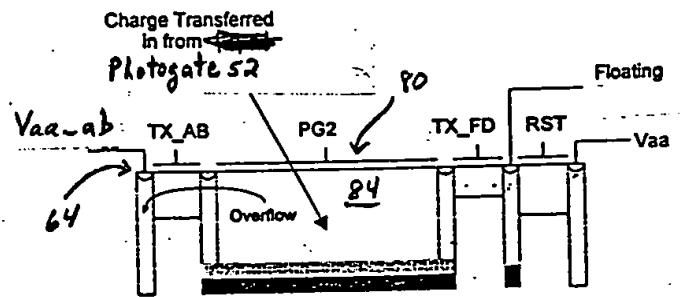 Charge Transferred
in from
Photogate 52
80
Floating
Vaa_ab
TX_AB
PG2
TX_FD
RST
Vaa
64
Overflow
84